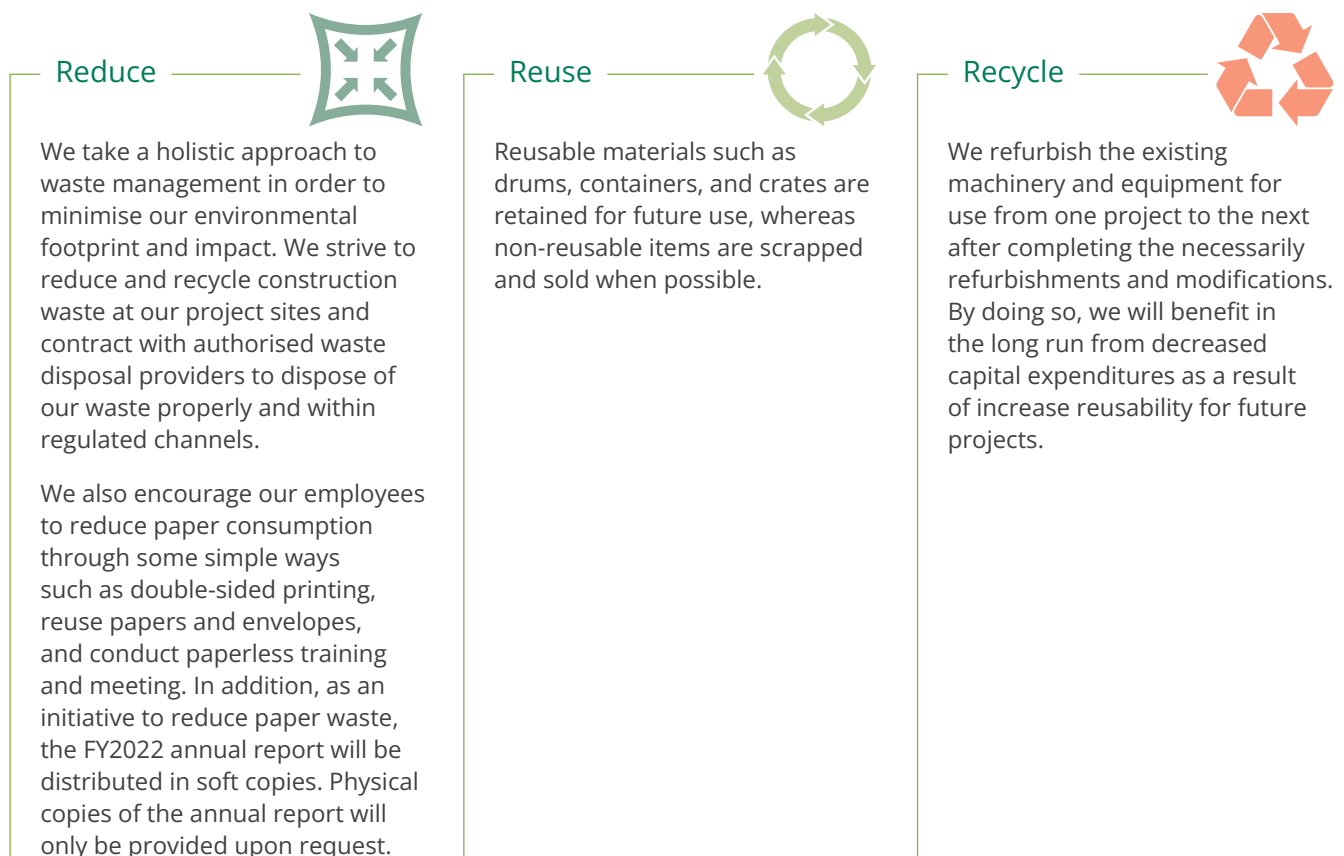 Reduce
We take a holistic approach to
waste management in order to
minimise our environmental
footprint and impact. We strive to
reduce and recycle construction
waste at our project sites and
contract with authorised waste
disposal providers to dispose of
our waste properly and within
regulated channels.
We also encourage our employees
to reduce paper consumption
through some simple ways
such as double-sided printing,
reuse papers and envelopes,
and conduct paperless training
and meeting. In addition, as an
initiative to reduce paper waste,
the FY2022 annual report will be
distributed in soft copies. Physical
copies of the annual report will
only be provided upon request.
Reuse
Reusable materials such as
drums, containers, and crates are
retained for future use, whereas
non-reusable items are scrapped
and sold when possible.
Recycle
We refurbish the existing
machinery and equipment for
use from one project to the next
after completing the necessarily
refurbishments and modifications.
By doing so, we will benefit in
the long run from decreased
capital expenditures as a result
of increase reusability for future
projects.